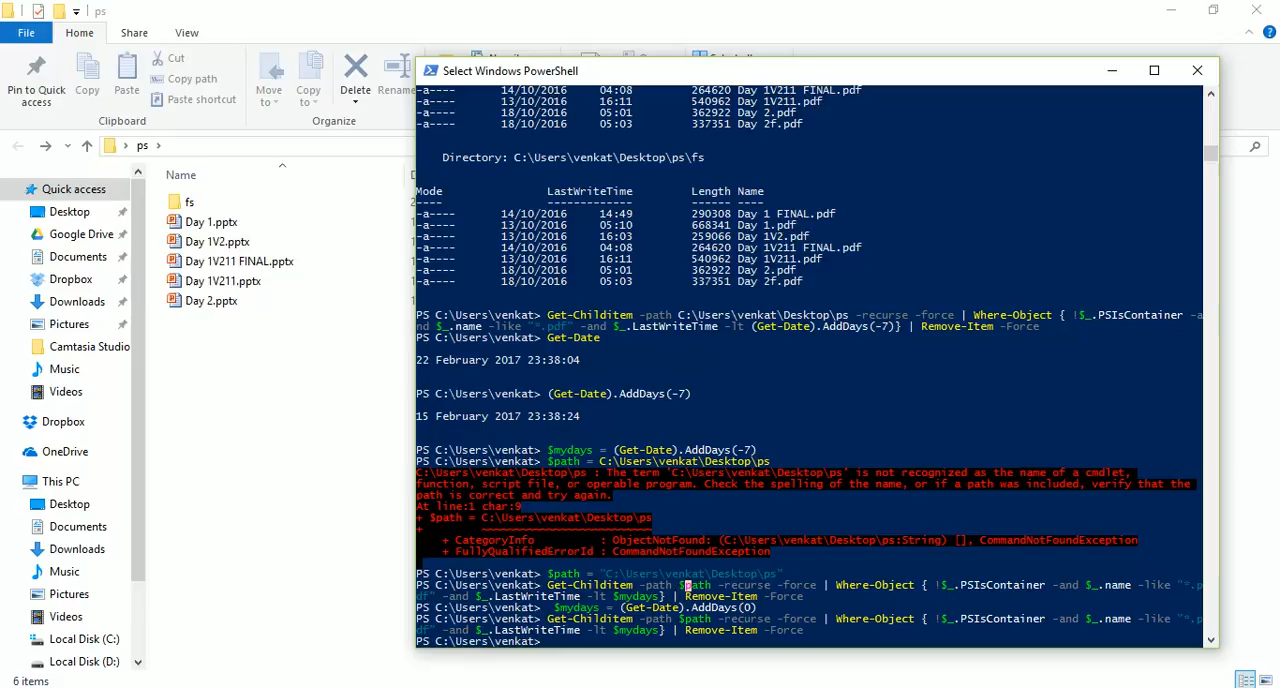 ps
File
Home
Share
View
Pin to Quick
access
Copy
Paste
Cut
Copy path
Paste shortcut
Clipboard
Move
to
Copy
to
Delete
Rename
Organize
ps
Name
Quick access
Desktop
Google Drive
Documents
Dropbox
Downloads
Pictures
Camtasia Studio
Music
Videos
Dropbox
OneDrive
This PC
Desktop
Documents
Downloads
Music
Pictures
Videos
Local Disk (C:)
Local Disk (D:)
6 items
fs
Day 1.pptx
Day 1V2.pptx
Day 1V211 FINAL.pptx
Day 1V211.pptx
Day 2.pptx
Select Windows PowerShell
-a---- 14/10/2016 04:08 264620 Day 1V211 FINAL.pdf
-a---- 13/10/2016 16:11 540962 Day 1V211.pdf
-a---- 18/10/2016 05:01 362922 Day 2.pdf
-a---- 18/10/2016 05:03 337351 Day 2f.pdf
Directory: C:\Users\venkat\Desktop\ps\fs
Mode LastWriteTime Length Name
---- ------------- ------ ----
-a---- 14/10/2016 14:49 290308 Day 1 FINAL.pdf
-a---- 13/10/2016 05:10 668341 Day 1.pdf
-a---- 13/10/2016 16:03 259066 Day 1V2.pdf
-a---- 14/10/2016 04:08 264620 Day 1V211 FINAL.pdf
-a---- 13/10/2016 16:11 540962 Day 1V211.pdf
-a---- 18/10/2016 05:01 362922 Day 2.pdf
-a---- 18/10/2016 05:03 337351 Day 2f.pdf
PS C:\Users\venkat> Get-Childitem -path C:\Users\venkat\Desktop\ps -recurse -force | Where-Object { !$_.PSIsContainer -a
nd $_.name -like "*.pdf" -and $_.LastWriteTime -lt (Get-Date).AddDays(-7)} | Remove-Item -Force
PS C:\Users\venkat> Get-Date
22 February 2017 23:38:04
PS C:\Users\venkat> (Get-Date).AddDays(-7)
15 February 2017 23:38:24
PS C:\Users\venkat> $mydays = (Get-Date).AddDays(-7)
PS C:\Users\venkat> $path = C:\Users\venkat\Desktop\ps
C:\Users\venkat\Desktop\ps : The term 'C:\Users\venkat\Desktop\ps' is not recognized as the name of a cmdlet,
function, script file, or operable program. Check the spelling of the name, or if a path was included, verify that the
path is correct and try again.
At line:1 char:9
+ $path = C:\Users\venkat\Desktop\ps
+ ~~~~~~~~~~~~~~~~~~~~~~~~~~
+ CategoryInfo : ObjectNotFound: (C:\Users\venkat\Desktop\ps:String) [], CommandNotFoundException
+ FullyQualifiedErrorId : CommandNotFoundException
PS C:\Users\venkat> $path = "C:\Users\venkat\Desktop\ps"
PS C:\Users\venkat> Get-Childitem -path $path -recurse -force | Where-Object { !$_.PSIsContainer -and $_.name -like "*.p
df" -and $_.LastWriteTime -lt $mydays} | Remove-Item -Force
PS C:\Users\venkat> $mydays = (Get-Date).AddDays(0)
PS C:\Users\venkat> Get-Childitem -path $path -recurse -force | Where-Object { !$_.PSIsContainer -and $_.name -like "*.p
df" -and $_.LastWriteTime -lt $mydays} | Remove-Item -Force
PS C:\Users\venkat>